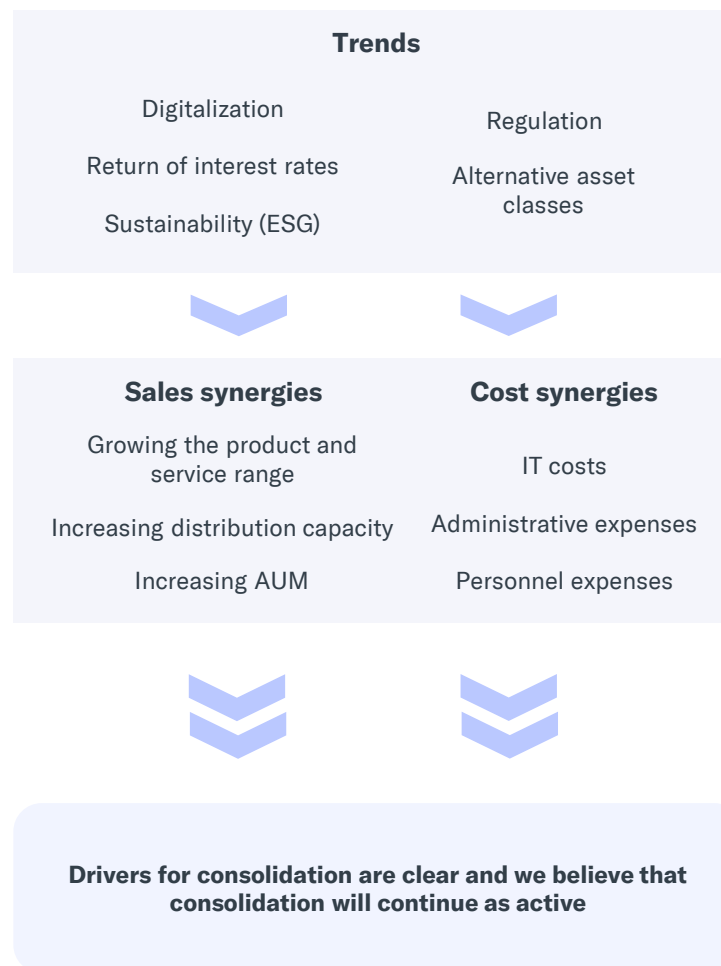 Trends
Digitalization
Return of interest rates
Sustainability (ESG)
Regulation
Alternative asset
classes
Sales synergies
Growing the product and
service range
Increasing distribution capacity
Increasing AUM
Cost synergies
IT costs
Administrative expenses
Personnel expenses
Drivers for consolidation are clear and we believe that
consolidation will continue as active